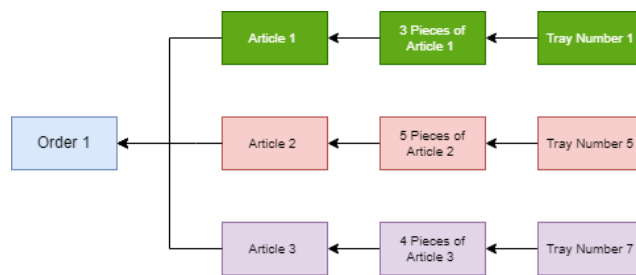 Article 1
3 Pieces of
Article 1
Tray Number 1
Order 1
Article 2
5 Pieces of
Article 2
Tray Number 5
Article 3
4 Pieces of
Article 3
Tray Number 7